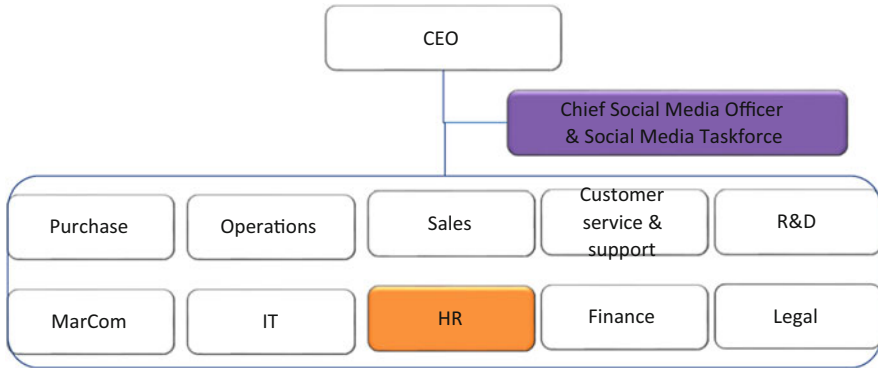 CEO
Chief Social Media Officer
& Social Media Taskforce
Purchase
Operations
Sales
Customer
service &
support
R&D
MarCom
IT
HR
Finance
Legal